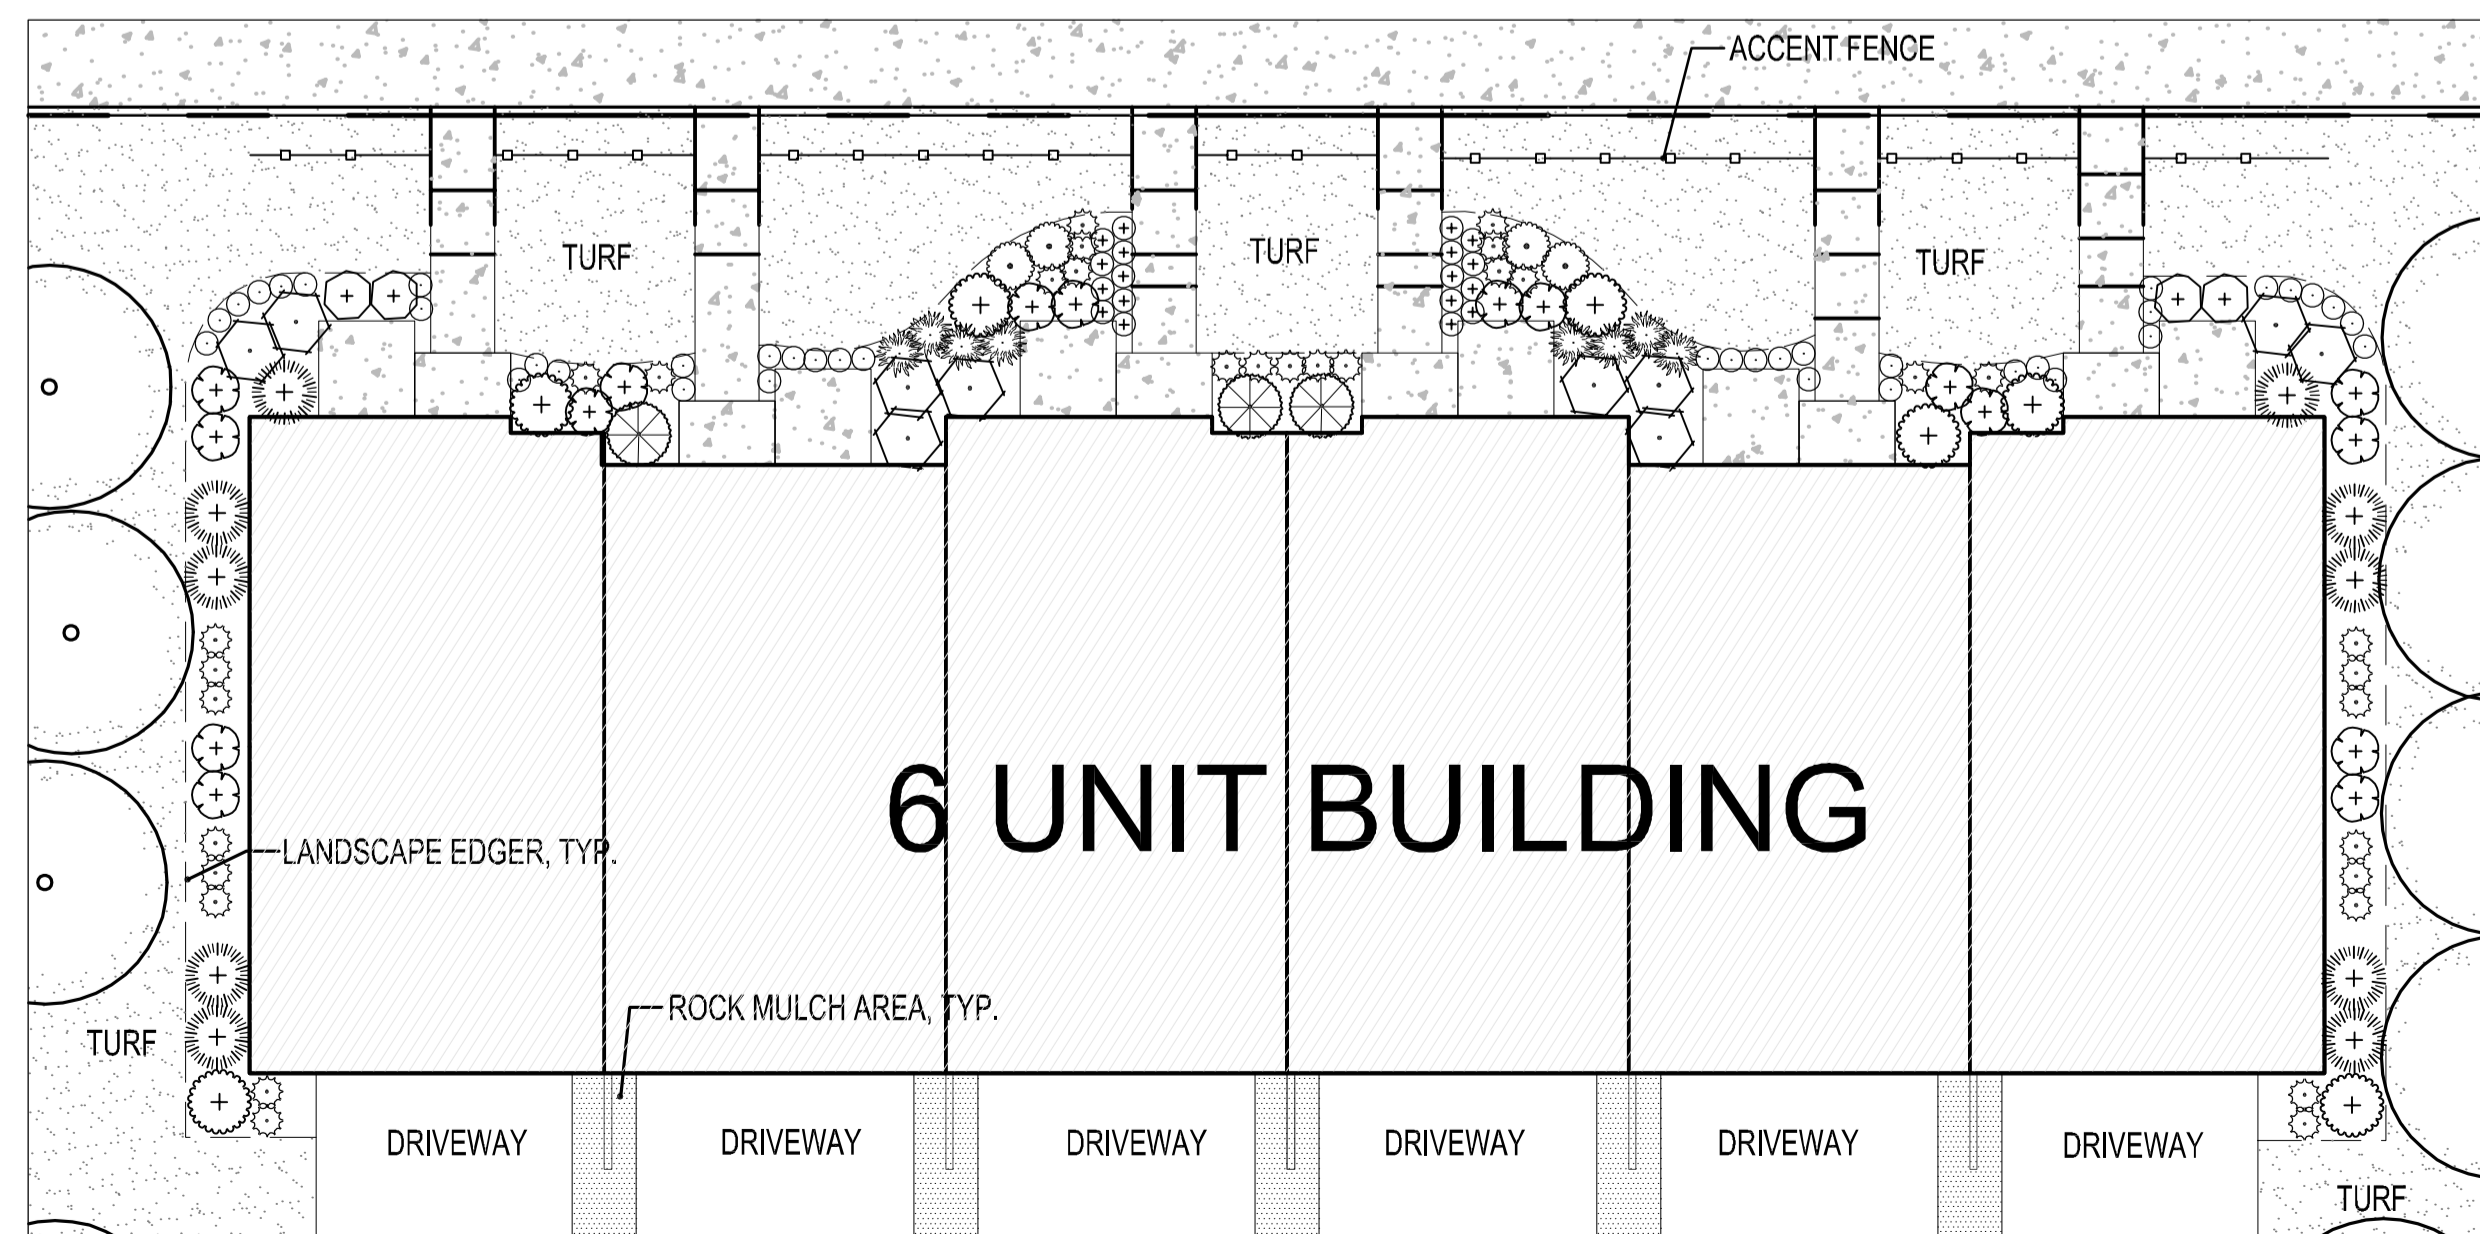 ACCENT FENCE
TURF
TURF
TURF
6 UNIT BUILDING
LANDSCAPE EDGER, TYP.
ROCK MULCH AREA, TYP.
TURF
DRIVEWAY
DRIVEWAY
DRIVEWAY
DRIVEWAY
DRIVEWAY
DRIVEWAY
TURF